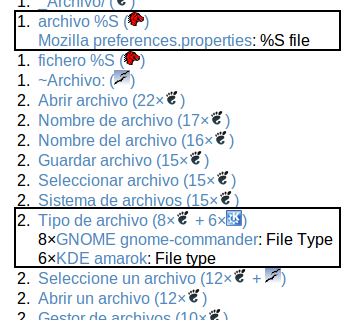 1. _Archivo/ ( )
1. archivo %S ( )
Mozilla preferences.properties: %S file
1. fichero %S ( )
1. ~Archivo: ( )
2. Abrir archivo (22× )
2. Nombre de archivo (17× )
2. Nombre del archivo (16× )
2. Guardar archivo (15× )
2. Seleccionar archivo (15× )
2. Sistema de archivos (15× )
2. Tipo de archivo (8× + 6× )
8×GNOME gnome-commander: File Type
6×KDE amarok: File type
2. Seleccione un archivo (12× + )
2. Abrir un archivo (12× )
2. Gestor de archivos (10× )